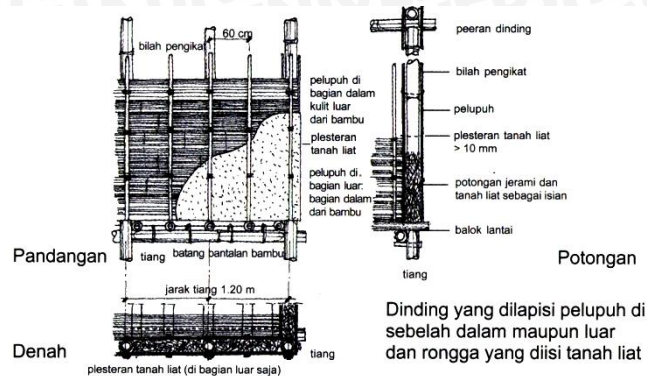 60 cm
bilah pengikat
pelupuh di
bagian dalam
kulit luar
dari bambu
plesteran
tanah liat
pelupuh di.
bagian luar:
bagian dalam
dari bambu
Pandangan
tiang
batang bantalan bambu
jarak tiang 1.20 m
Denah
tiang
plesteran tanah liat (di bagian luar saja)
peeran dinding
bilah pengikat
pelupuh
plesteran tanah liat
> 10 mm
potongan jerami dan
tanah liat sebagai isian
balok lantai
tiang
Potongan
Dinding yang dilapisi pelupuh di
sebelah dalam maupun luar
dan rongga yang diisi tanah liat